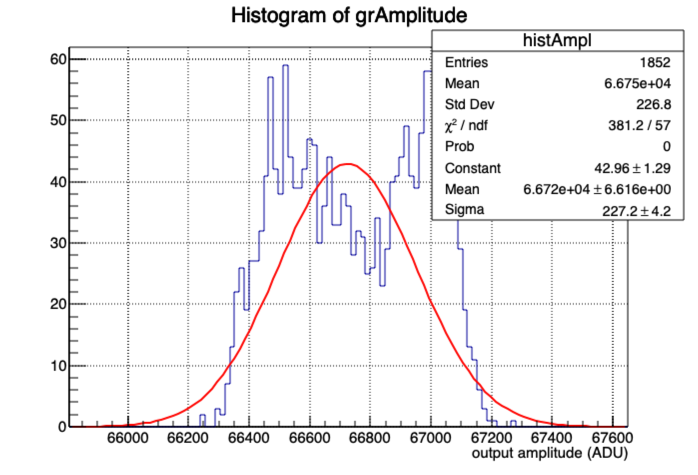 Histogram of grAmplitude
histAmpl
Entries 1852
Mean 6.675e+04
Std Dev 226.8
χ² / ndf 381.2 / 57
Prob 0
Constant 42.96 ± 1.29
Mean 6.672e+04 ± 6.616e+00
Sigma 227.2 ± 4.2
60
50
40
30
20
10
0
66000 66200 66400 66600 66800 67000 67200 67400 67600
output amplitude (ADU)